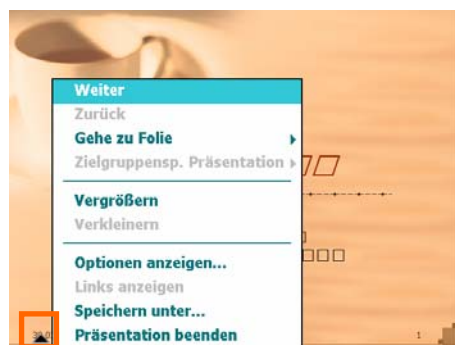 Weiter
Zurück
Gehe zu Folie
Zielgruppensp. Präsentation
Vergrößern
Verkleinern
Optionen anzeigen...
Links anzeigen
Speichern unter...
Präsentation beenden
1